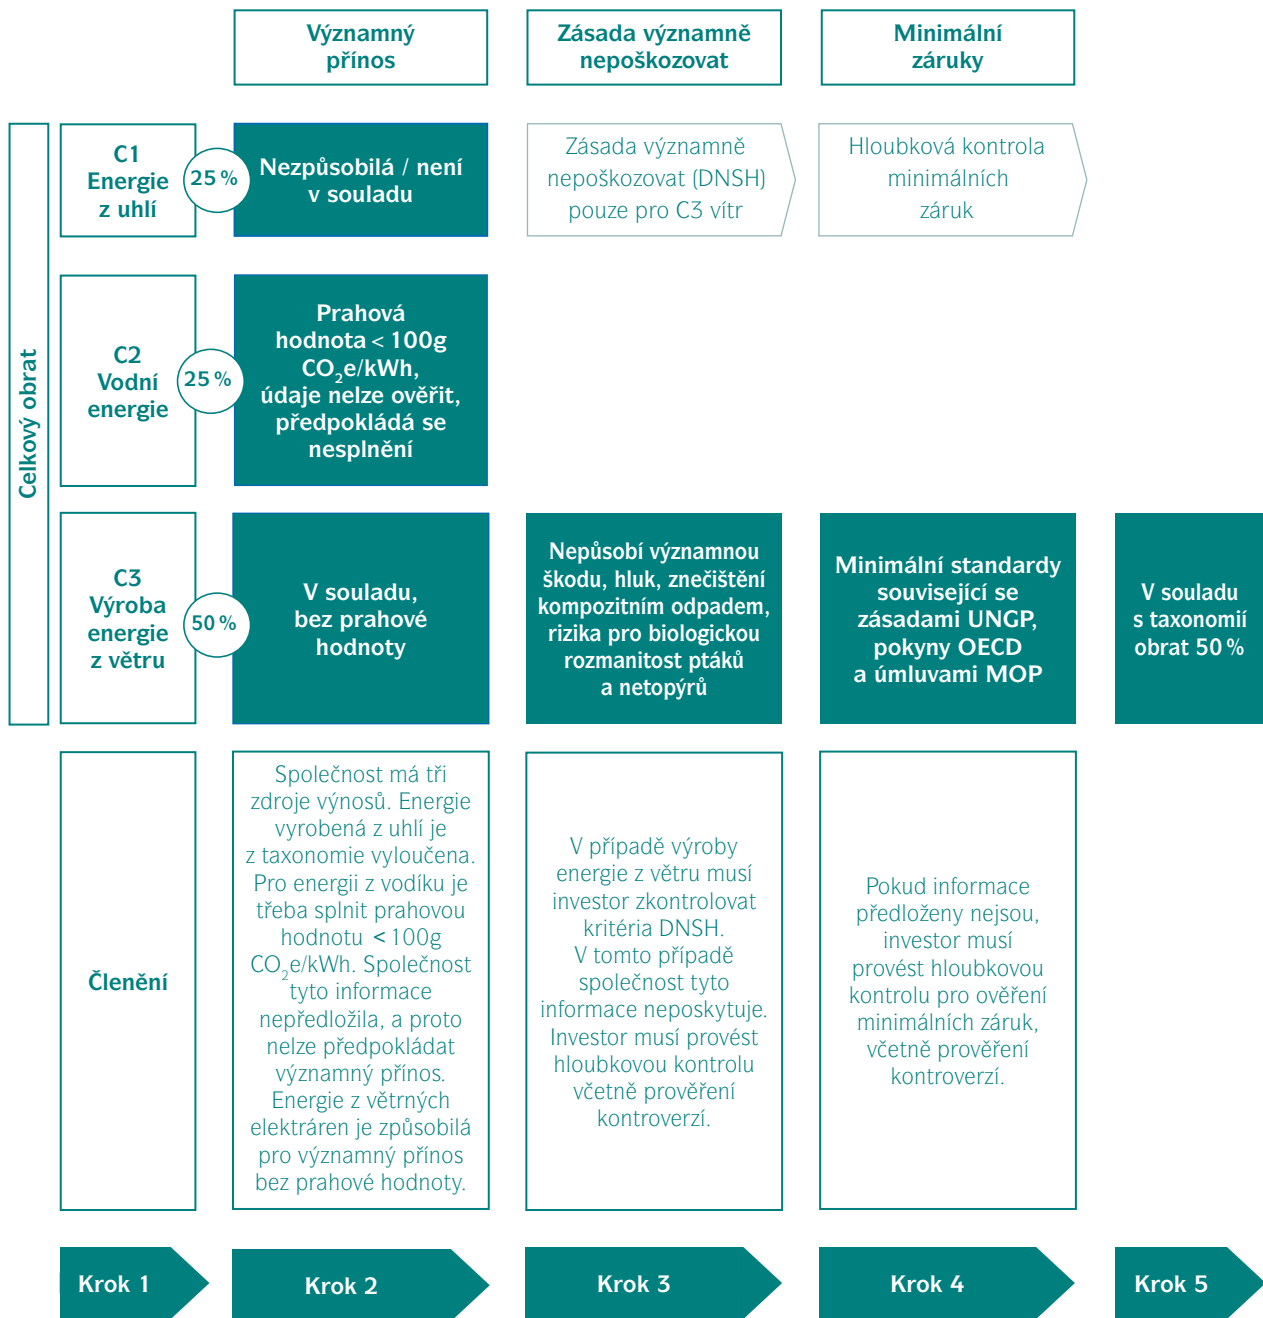 Významný
přínos
Zásada významně
nepoškozovat
Minimální
záruky
Celkový obrat
C1
Energie
z uhlí
25 %
Nezpůsobilá / není
v souladu
Zásada významně
nepoškozovat (DNSH)
pouze pro C3 vítr
Hloubková kontrola
minimálních
záruk
C2
Vodní
energie
25 %
Prahová
hodnota < 100g
CO₂e/kWh,
údaje nelze ověřit,
předpokládá se
nesplnění
C3
Výroba
energie
z větru
50 %
V souladu,
bez prahové
hodnoty
Nepůsobí významnou
škodu, hluk, znečištění
kompozitním odpadem,
rizika pro biologickou
rozmanitost ptáků
a netopýrů
Minimální standardy
související se
zásadami UNGP,
pokyny OECD
a úmluvami MOP
V souladu
s taxonomií
obrat 50 %
Členění
Společnost má tři
zdroje výnosů. Energie
vyrobená z uhlí je
z taxonomie vyloučena.
Pro energii z vodíku je
třeba splnit prahovou
hodnotu < 100g
CO₂e/kWh. Společnost
tyto informace
nepředložila, a proto
nelze předpokládat
významný přínos.
Energie z větrných
elektráren je způsobilá
pro významný přínos
bez prahové hodnoty.
V případě výroby
energie z větru musí
investor zkontrolovat
kritéria DNSH.
V tomto případě
společnost tyto
informace neposkytuje.
Investor musí provést
hloubkovou kontrolu
včetně prověření
kontroverzí.
Pokud informace
předloženy nejsou,
investor musí
provést hloubkovou
kontrolu pro ověření
minimálních záruk,
včetně prověření
kontroverzí.
Krok 1
Krok 2
Krok 3
Krok 4
Krok 5